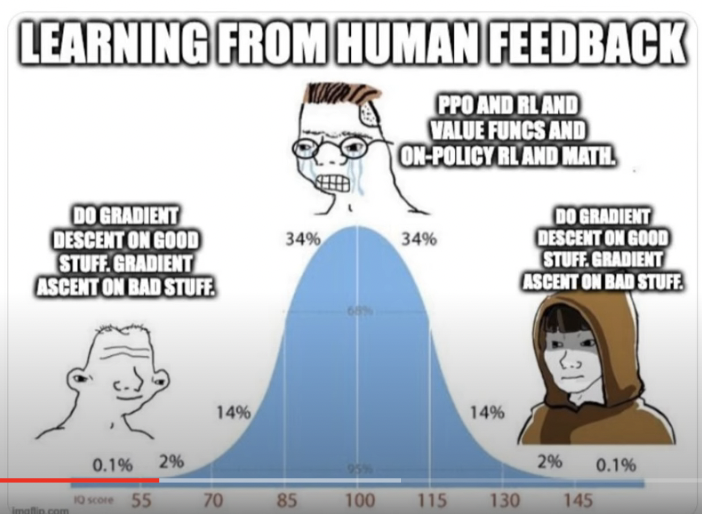 LEARNING FROM HUMAN FEEDBACK
PPO AND RL AND
VALUE FUNCS AND
ON-POLICY RL AND MATH.
DO GRADIENT
DESCENT ON GOOD
STUFF. GRADIENT
ASCENT ON BAD STUFF.
DO GRADIENT
DESCENT ON GOOD
STUFF. GRADIENT
ASCENT ON BAD STUFF.
34% 34%
68%
14% 14%
95%
0.1% 2% 2% 0.1%
IQ score 55 70 85 100 115 130 145
imgflip.com